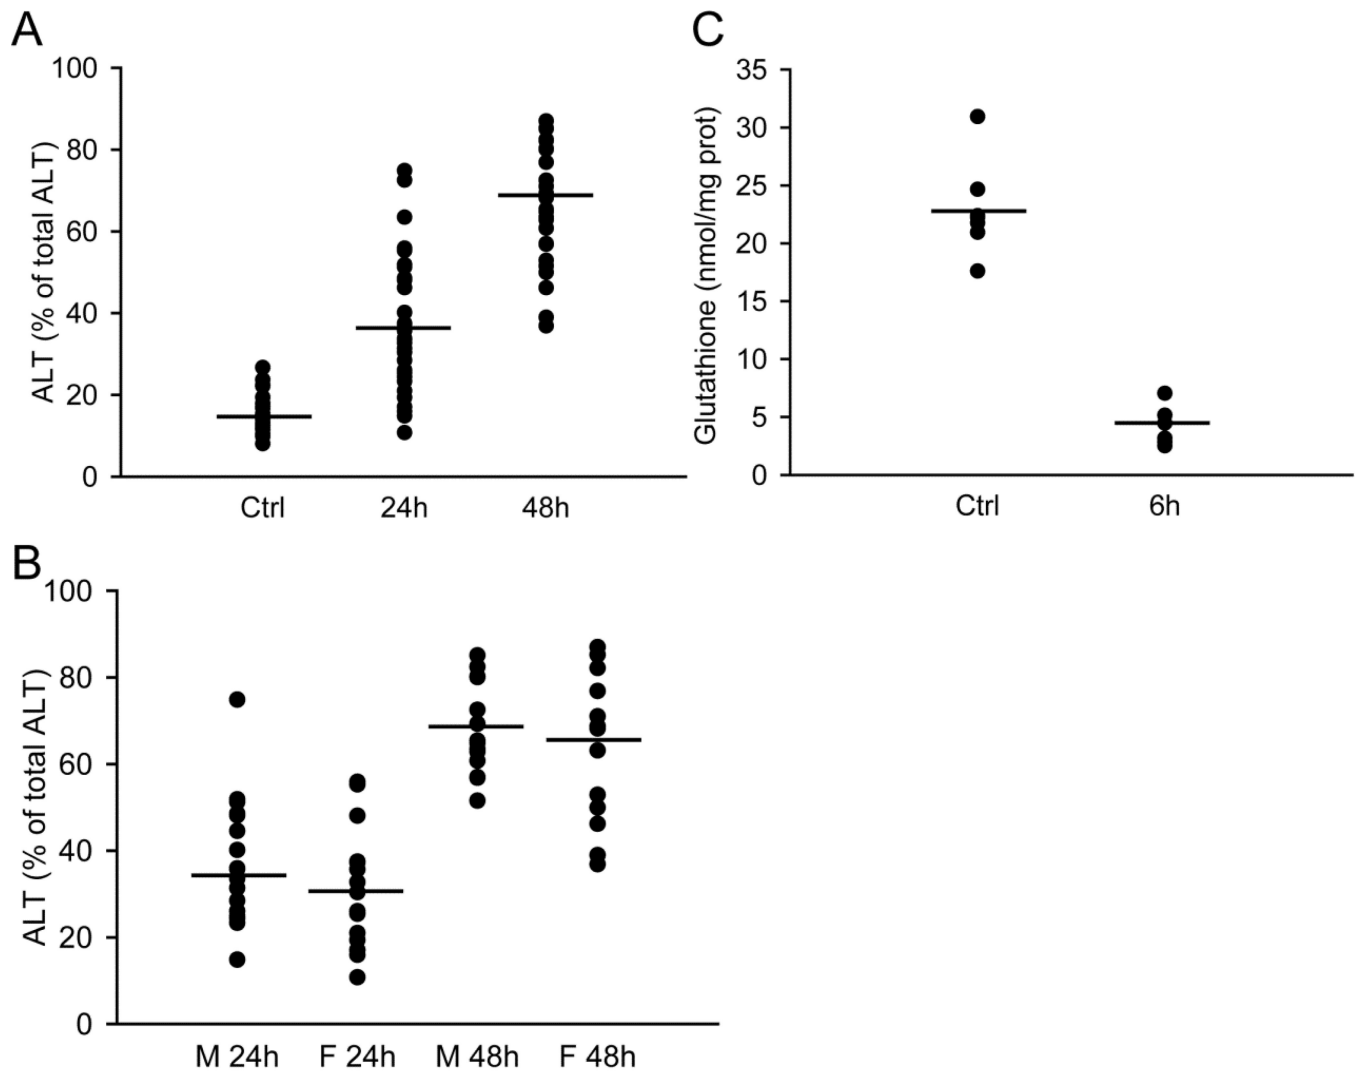 A
ALT (% of total ALT)
100
80
60
40
20
0
Ctrl 24h 48h
C
Glutathione (nmol/mg prot)
35
30
25
20
15
10
5
0
Ctrl 6h
B
ALT (% of total ALT)
100
80
60
40
20
0
M 24h F 24h M 48h F 48h